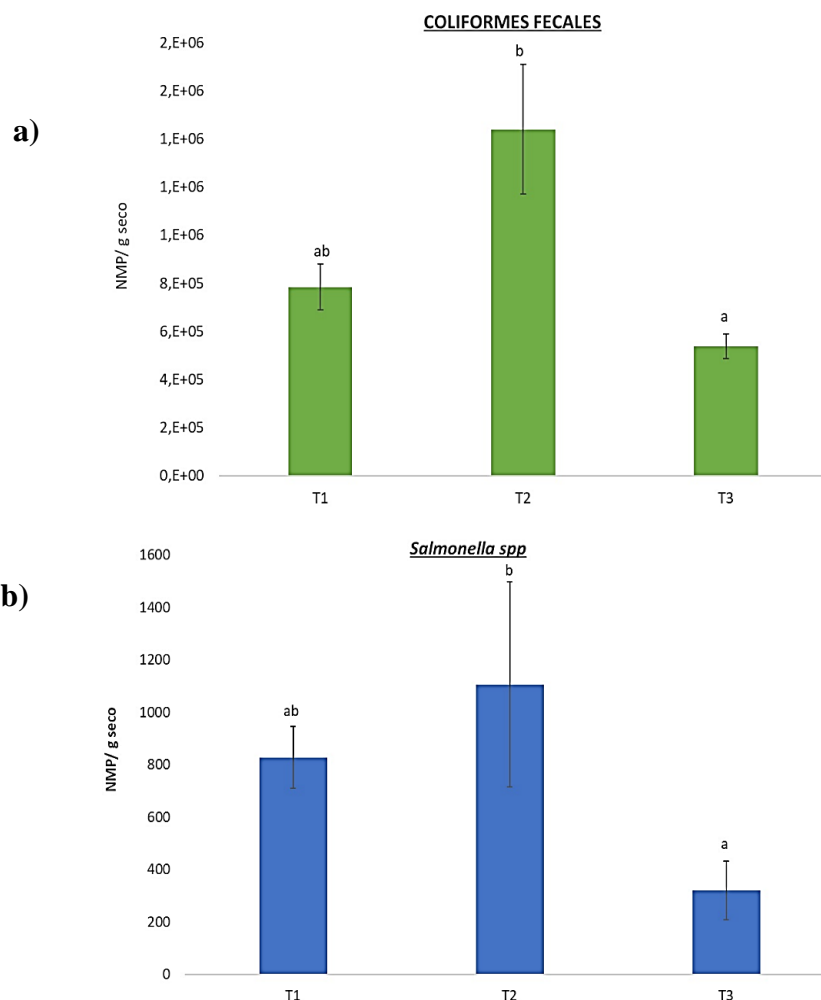 COLIFORMES FECALES
a)
NMP/ g seco
2,E+06
2,E+06
1,E+06
1,E+06
1,E+06
8,E+05
6,E+05
4,E+05
2,E+05
0,E+00
ab
b
a
T1 T2 T3
b)
Salmonella spp
NMP/ g seco
1600
1400
1200
1000
800
600
400
200
0
ab
b
a
T1 T2 T3